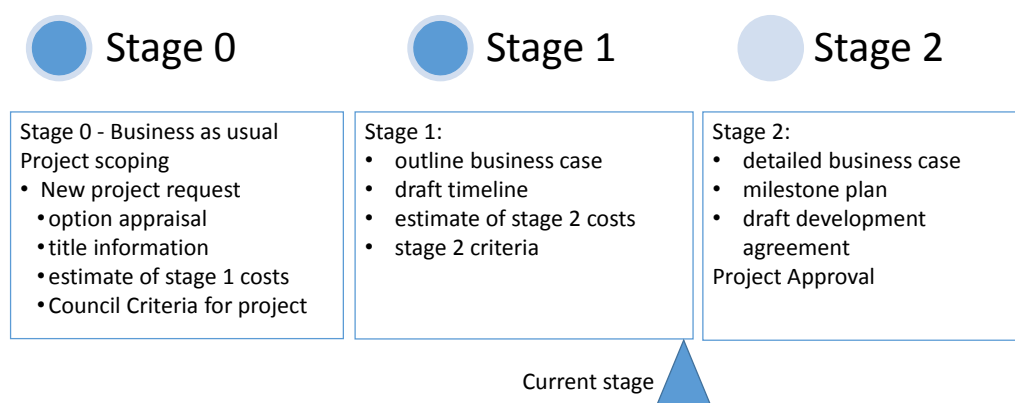 Stage 0
Stage 1
Stage 2
Stage 0 - Business as usual
Project scoping
• New project request
• option appraisal
• title information
• estimate of stage 1 costs
• Council Criteria for project
Stage 1:
• outline business case
• draft timeline
• estimate of stage 2 costs
• stage 2 criteria
Stage 2:
• detailed business case
• milestone plan
• draft development
agreement
Project Approval
Current stage